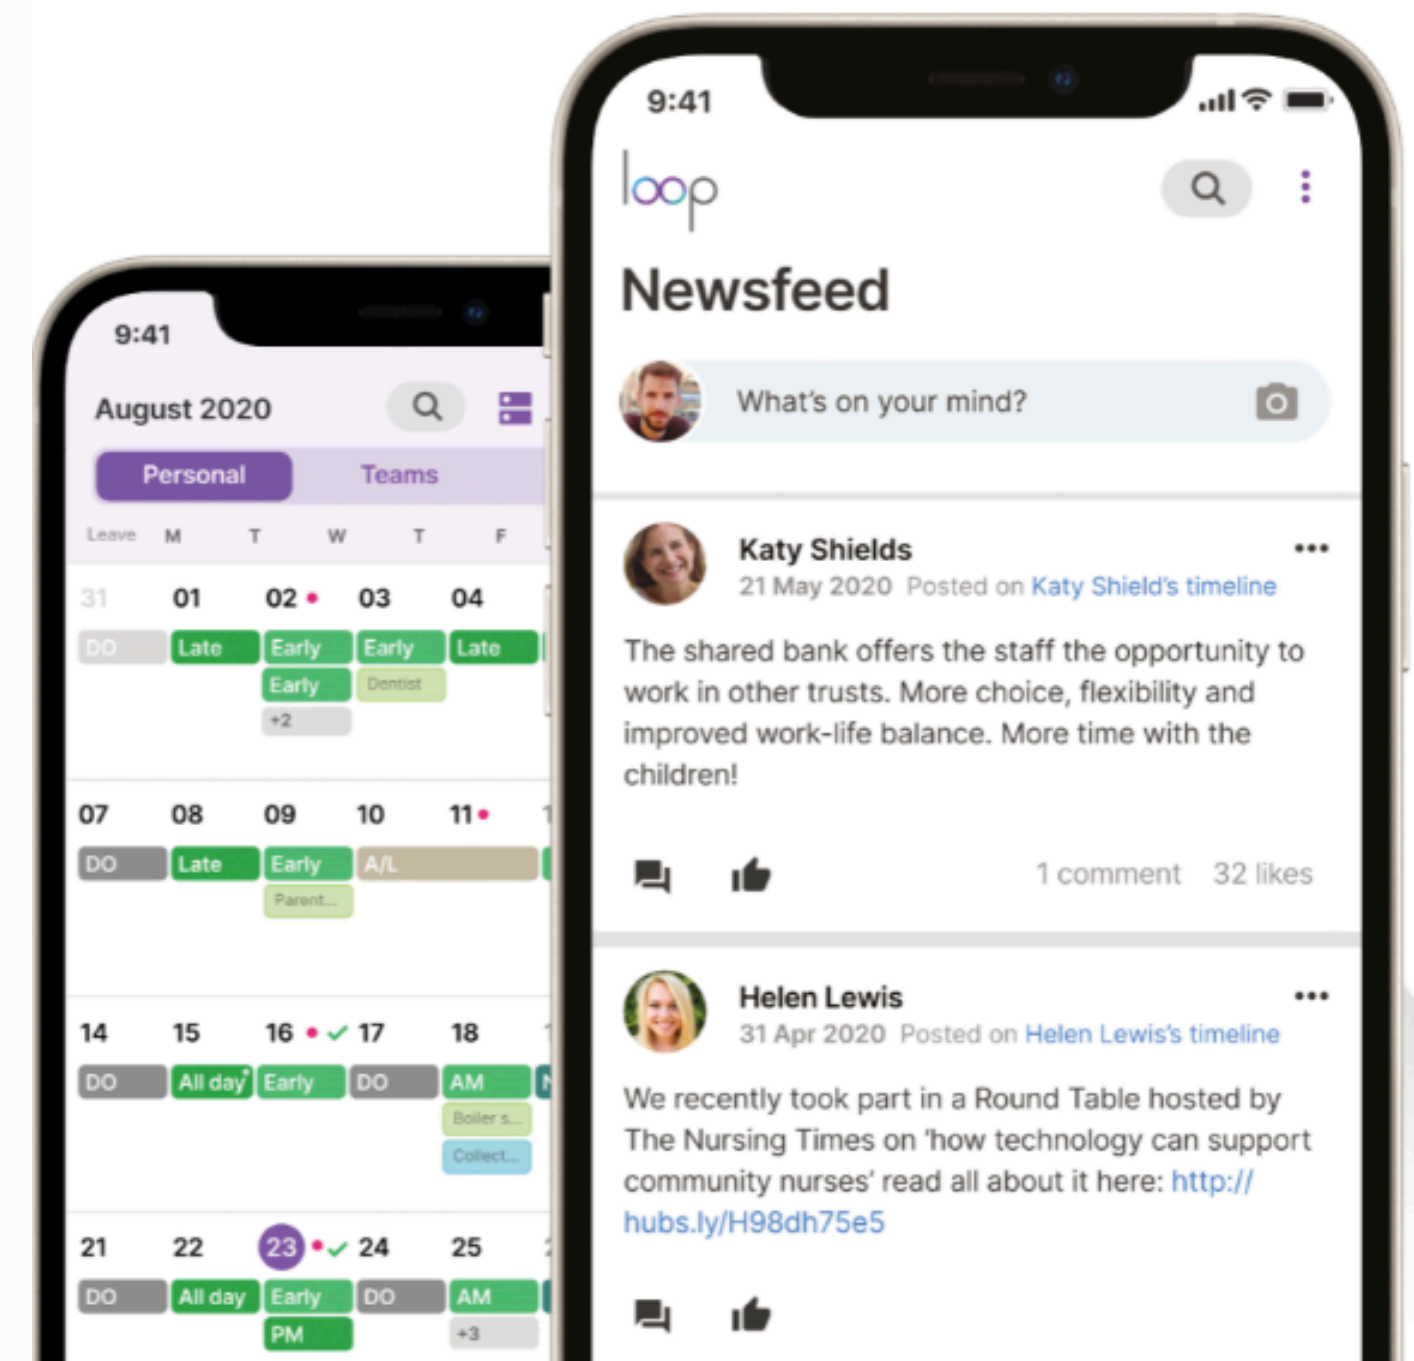 9:41
August 2020
Personal Teams
Leave M T W T F
31 01 02 03 04
DO Late Early Early Late
Early Dentist
+2
07 08 09 10 11
DO Late Early A/L
Parent...
14 15 16 17 18
DO All day Early DO AM
Boiler s...
Collect...
21 22 23 24 25
DO All day Early DO AM
PM +3
9:41
loop
Newsfeed
What's on your mind?
Katy Shields
21 May 2020 Posted on Katy Shield's timeline
The shared bank offers the staff the opportunity to
work in other trusts. More choice, flexibility and
improved work-life balance. More time with the
children!
1 comment 32 likes
Helen Lewis
31 Apr 2020 Posted on Helen Lewis's timeline
We recently took part in a Round Table hosted by
The Nursing Times on 'how technology can support
community nurses' read all about it here: http://
hubs.ly/H98dh75e5